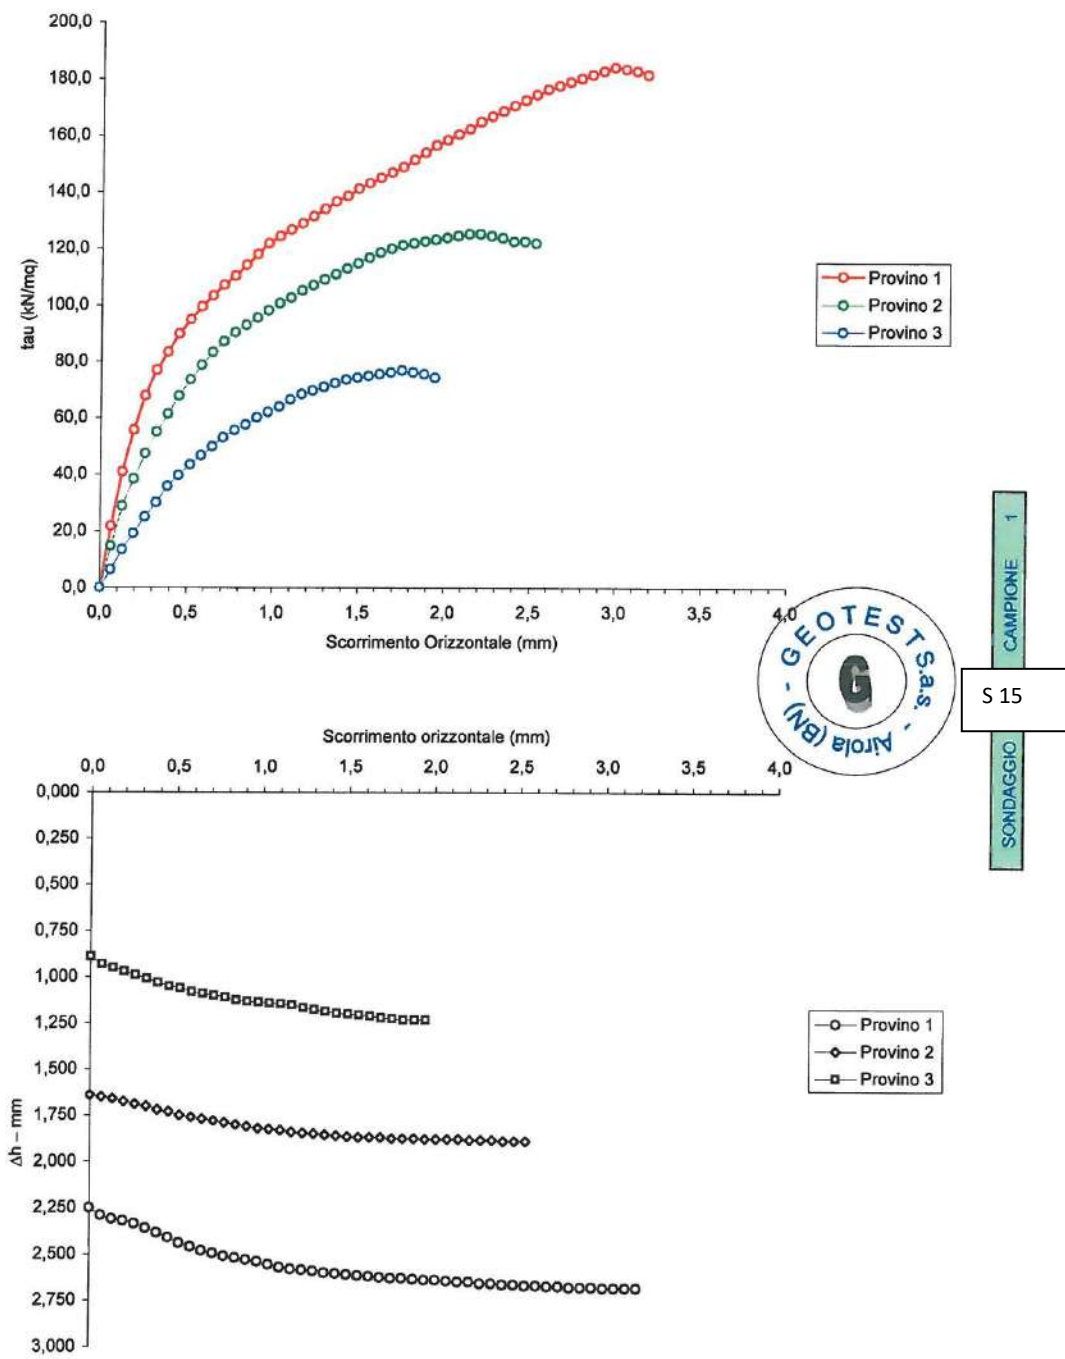 200,0
180,0
160,0
140,0
120,0
100,0
80,0
60,0
40,0
20,0
0,0
tau (kN/mq)
0,0 0,5 1,0 1,5 2,0 2,5 3,0 3,5 4,0
Scorrimento Orizzontale (mm)
Provino 1
Provino 2
Provino 3
SONDAGGIO S 15 CAMPIONE 1
GEOTEST S.a.s. - Airola (BN) -
G
Scorrimento orizzontale (mm)
0,0 0,5 1,0 1,5 2,0 2,5 3,0 3,5 4,0
0,000
0,250
0,500
0,750
1,000
1,250
1,500
1,750
2,000
2,250
2,500
2,750
3,000
Δh – mm
Provino 1
Provino 2
Provino 3